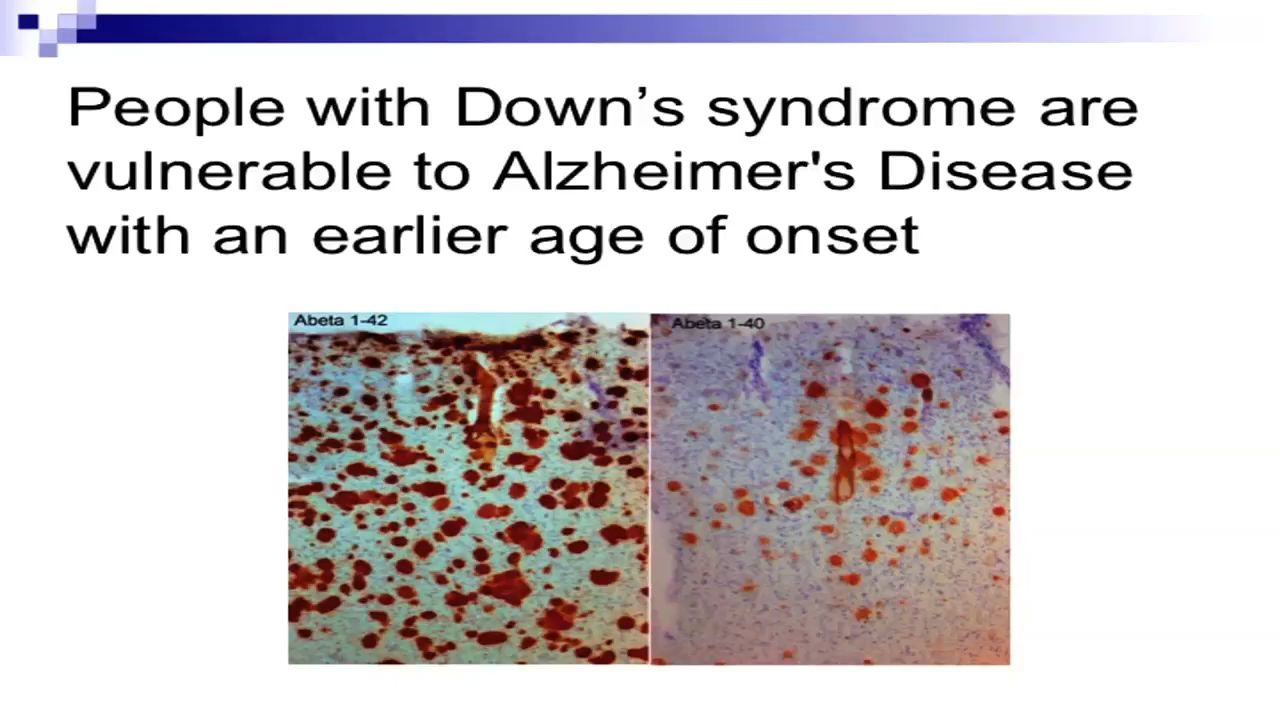 People with Down’s syndrome are
vulnerable to Alzheimer's Disease
with an earlier age of onset
Abeta 1-42
Abeta 1-40